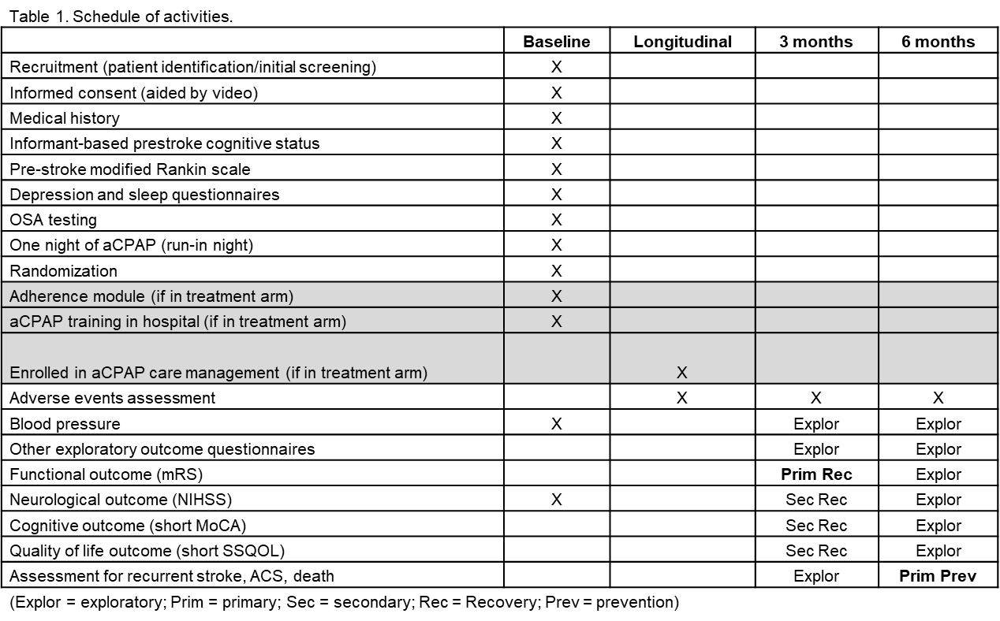 Table 1. Schedule of activities.
Baseline Longitudinal 3 months 6 months
Recruitment (patient identification/initial screening) X
Informed consent (aided by video) X
Medical history X
Informant-based prestroke cognitive status X
Pre-stroke modified Rankin scale X
Depression and sleep questionnaires X
OSA testing X
One night of aCPAP (run-in night) X
Randomization X
Adherence module (if in treatment arm) X
aCPAP training in hospital (if in treatment arm) X
Enrolled in aCPAP care management (if in treatment arm) X
Adverse events assessment X X X
Blood pressure X Explor Explor
Other exploratory outcome questionnaires Explor Explor
Functional outcome (mRS) Prim Rec Explor
Neurological outcome (NIHSS) X Sec Rec Explor
Cognitive outcome (short MoCA) Sec Rec Explor
Quality of life outcome (short SSQOL) Sec Rec Explor
Assessment for recurrent stroke, ACS, death Explor Prim Prev
(Explor = exploratory; Prim = primary; Sec = secondary; Rec = Recovery; Prev = prevention)